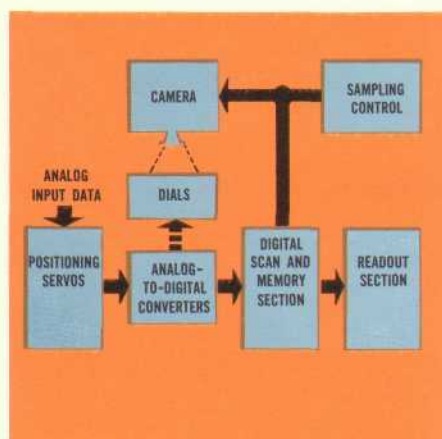 CAMERA
SAMPLING
CONTROL
ANALOG
INPUT DATA
DIALS
POSITIONING
SERVOS
ANALOG-
TO-DIGITAL
CONVERTERS
DIGITAL
SCAN AND
MEMORY
SECTION
READOUT
SECTION